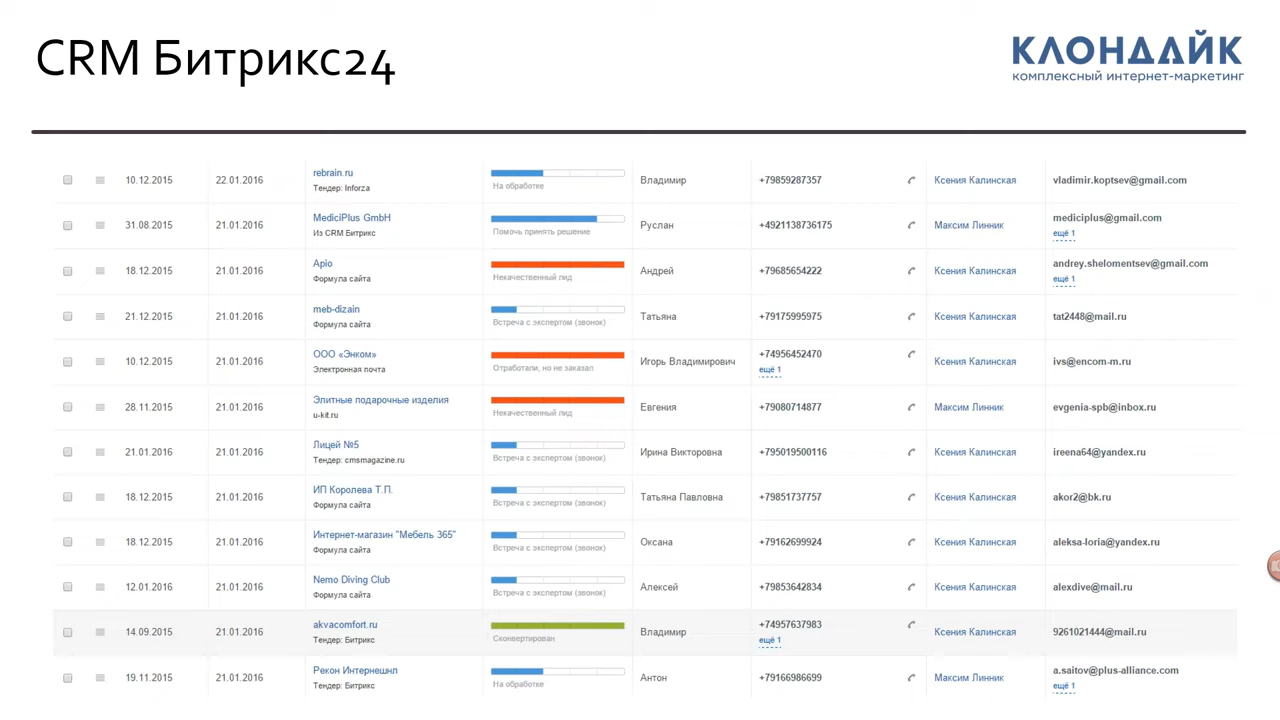 CRM Битрикс24
КЛОНДАЙК
комплексный интернет-маркетинг
10.12.2015 22.01.2016 rebrain.ru Владимир +79859287357 Ксения Калинская vladimir.koptsev@gmail.com
Тендер: Inforza На обработке
31.08.2015 21.01.2016 MediciPlus GmbH Руслан +4921138736175 Максим Линник mediciplus@gmail.com
Из CRM Битрикс Помочь принять решение ещё 1
18.12.2015 21.01.2016 Apio Андрей +79685654222 Ксения Калинская andrey.shelomentsev@gmail.com
Формула сайта Некачественный лид ещё 1
21.12.2015 21.01.2016 meb-dizain Татьяна +79175995975 Ксения Калинская tat2448@mail.ru
Формула сайта Встреча с экспертом (звонок)
10.12.2015 21.01.2016 ООО «Энком» Игорь Владимирович +74956452470 Ксения Калинская ivs@encom-m.ru
Электронная почта Отработали, но не заказал ещё 1
28.11.2015 21.01.2016 Элитные подарочные изделия Евгения +79080714877 Максим Линник evgenia-spb@inbox.ru
u-kit.ru Некачественный лид
21.01.2016 21.01.2016 Лицей №5 Ирина Викторовна +795019500116 Ксения Калинская ireena64@yandex.ru
Тендер: cmsmagazine.ru Встреча с экспертом (звонок)
18.12.2015 21.01.2016 ИП Королева Т.П. Татьяна Павловна +79851737757 Ксения Калинская akor2@bk.ru
Формула сайта Встреча с экспертом (звонок)
18.12.2015 21.01.2016 Интернет-магазин "Мебель 365" Оксана +79162699924 Ксения Калинская aleksa-loria@yandex.ru
Формула сайта Встреча с экспертом (звонок)
12.01.2016 21.01.2016 Nemo Diving Club Алексей +79853642834 Ксения Калинская alexdive@mail.ru
Формула сайта Встреча с экспертом (звонок)
14.09.2015 21.01.2016 akvacomfort.ru Владимир +74957637983 Ксения Калинская 9261021444@mail.ru
Тендер: Битрикс Сконвертирован ещё 1
19.11.2015 21.01.2016 Рекон Интернешнл Антон +79166986699 Максим Линник a.saitov@plus-alliance.com
Тендер: Битрикс На обработке ещё 1